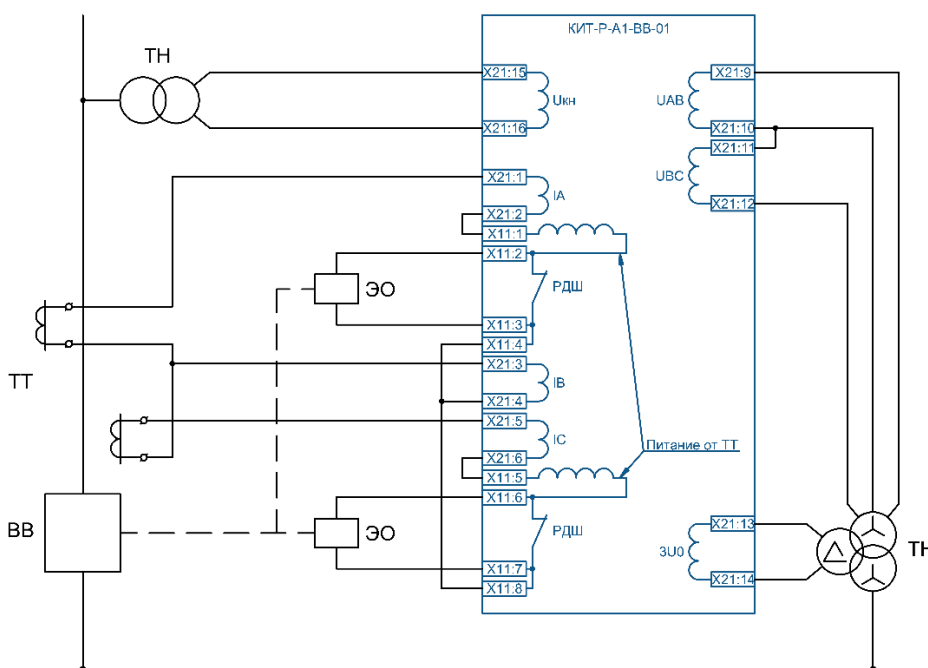 КИТ-Р-А1-ВВ-01
ТН
X21:15
Uкн
X21:16
X21:9
UAB
X21:10
X21:11
UBC
X21:12
X21:1
IA
X21:2
X11:1
X11:2
РДШ
ЭО
X11:3
X11:4
X21:3
IB
X21:4
X21:5
IC
X21:6
X11:5
X11:6
РДШ
Питание от ТТ
ТТ
ВВ
ЭО
X11:7
X11:8
X21:13
3U0
X21:14
ТН